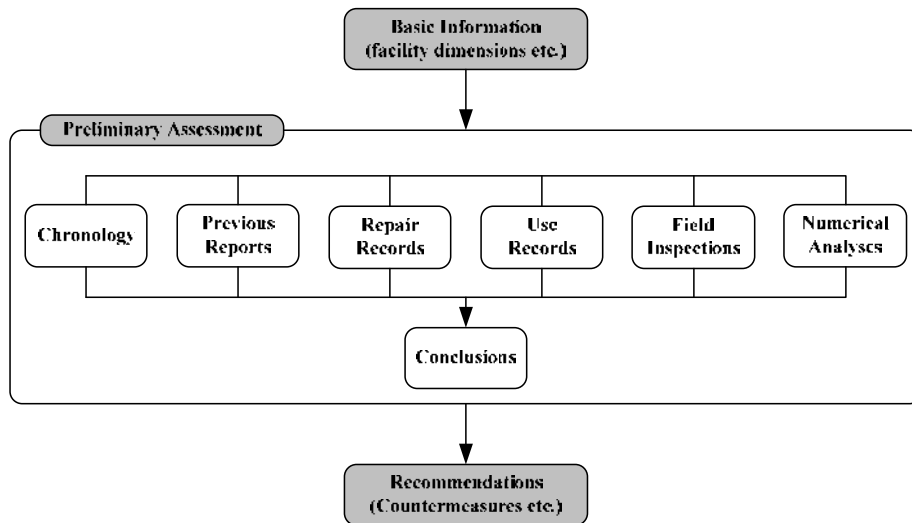 Basic Information
(facility dimensions etc.)
Preliminary Assessment
Chronology
Previous
Reports
Repair
Records
Use
Records
Field
Inspections
Numerical
Analyses
Conclusions
Recommendations
(Countermeasures etc.)